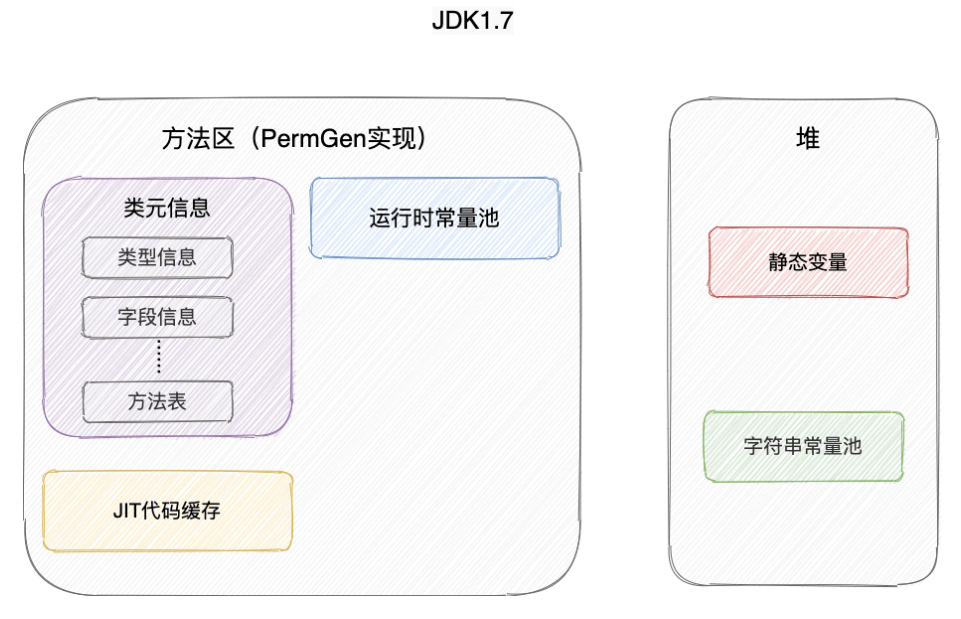 JDK1.7
方法区（PermGen实现）
类元信息
类型信息
字段信息
方法表
运行时常量池
JIT代码缓存
堆
静态变量
字符串常量池